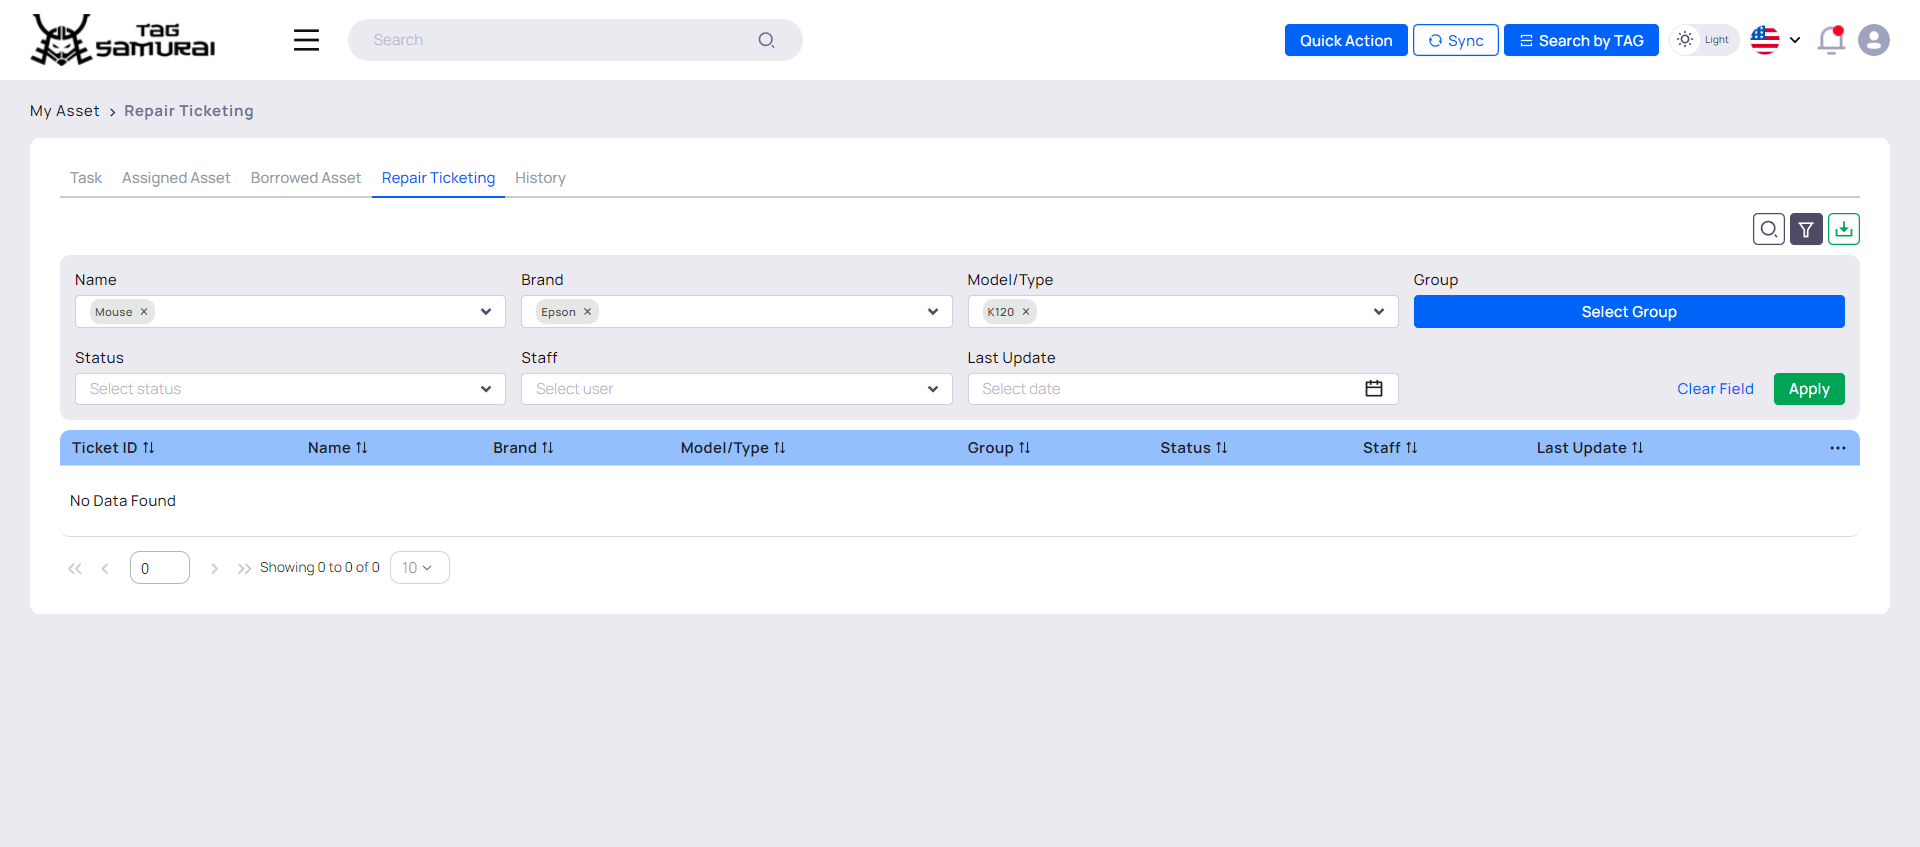 TAG
SAMURAI
Search
Quick Action
Sync
Search by TAG
Light
My Asset > Repair Ticketing
Task
Assigned Asset
Borrowed Asset
Repair Ticketing
History
Name
Brand
Model/Type
Group
Mouse ×
Epson ×
K120 ×
Select Group
Status
Staff
Last Update
Select status
Select user
Select date
Clear Field
Apply
Ticket ID
Name
Brand
Model/Type
Group
Status
Staff
Last Update
No Data Found
0
Showing 0 to 0 of 0
10